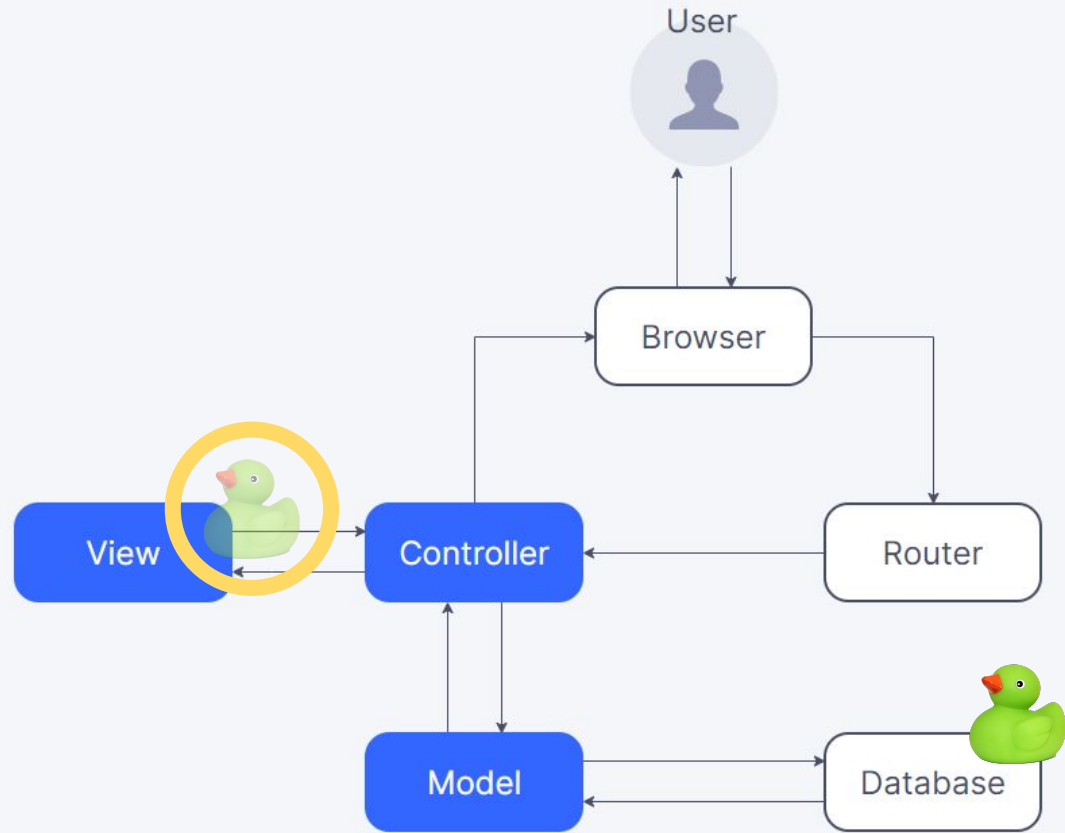 User
Browser
View
Controller
Router
Model
Database